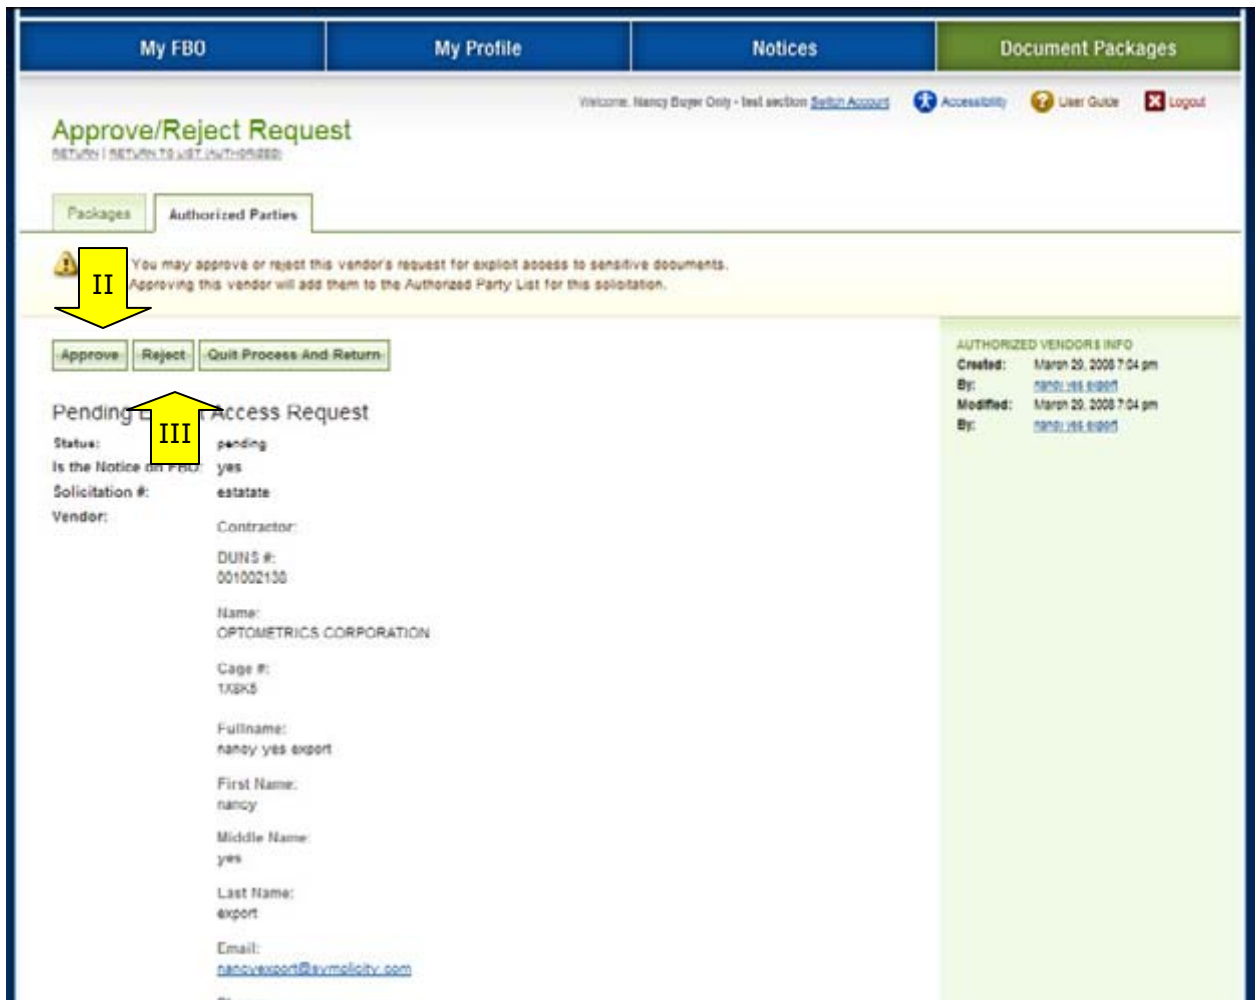 My FBO
My Profile
Notices
Document Packages
Welcome, Nancy Buyer Only - test section Switch Account
Accessibility
User Guide
Logout
Approve/Reject Request
RETURN | RETURN TO LIST (AUTHORIZED)
Packages
Authorized Parties
II
You may approve or reject this vendor's request for explicit access to sensitive documents.
Approving this vendor will add them to the Authorized Party List for this solicitation.
Approve
Reject
Quit Process And Return
AUTHORIZED VENDORS INFO
Created: March 29, 2008 7:04 pm
By: nancy yes export
Modified: March 29, 2008 7:04 pm
By: nancy yes export
Pending Access Request
III
Status: pending
Is the Notice on FBO: yes
Solicitation #: estatate
Vendor:
Contractor:
DUNS #:
001002138
Name:
OPTOMETRICS CORPORATION
Cage #:
Fullname:
nancy yes export
First Name:
nancy
Middle Name:
yes
Last Name:
export
Email:
nancyexport@symplicity.com